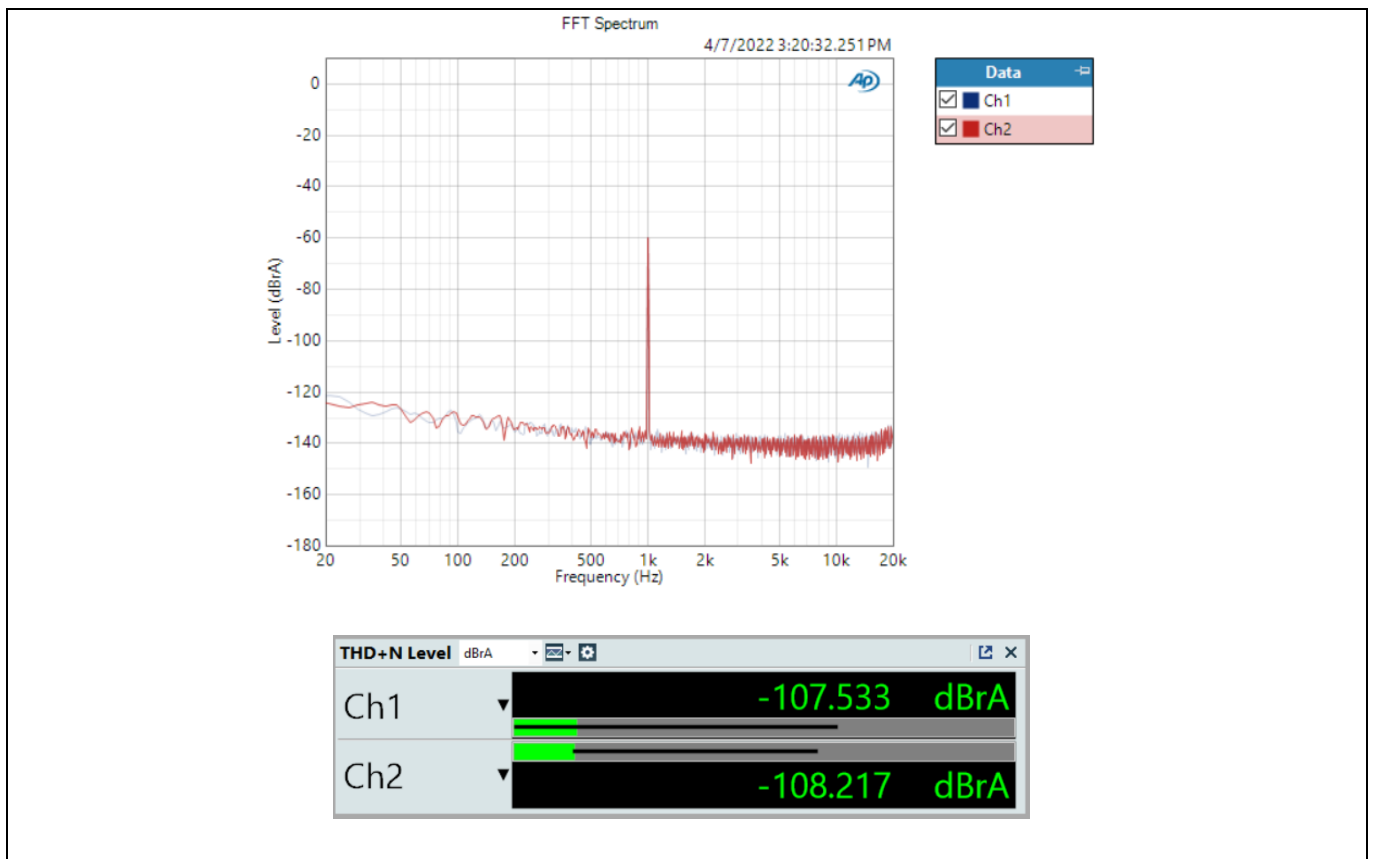 FFT Spectrum
4/7/2022 3:20:32.251 PM
AP
Data
Ch1
Ch2
Level (dBrA)
0
-20
-40
-60
-80
-100
-120
-140
-160
-180
20 50 100 200 500 1k 2k 5k 10k 20k
Frequency (Hz)
THD+N Level dBrA
Ch1 -107.533 dBrA
Ch2 -108.217 dBrA